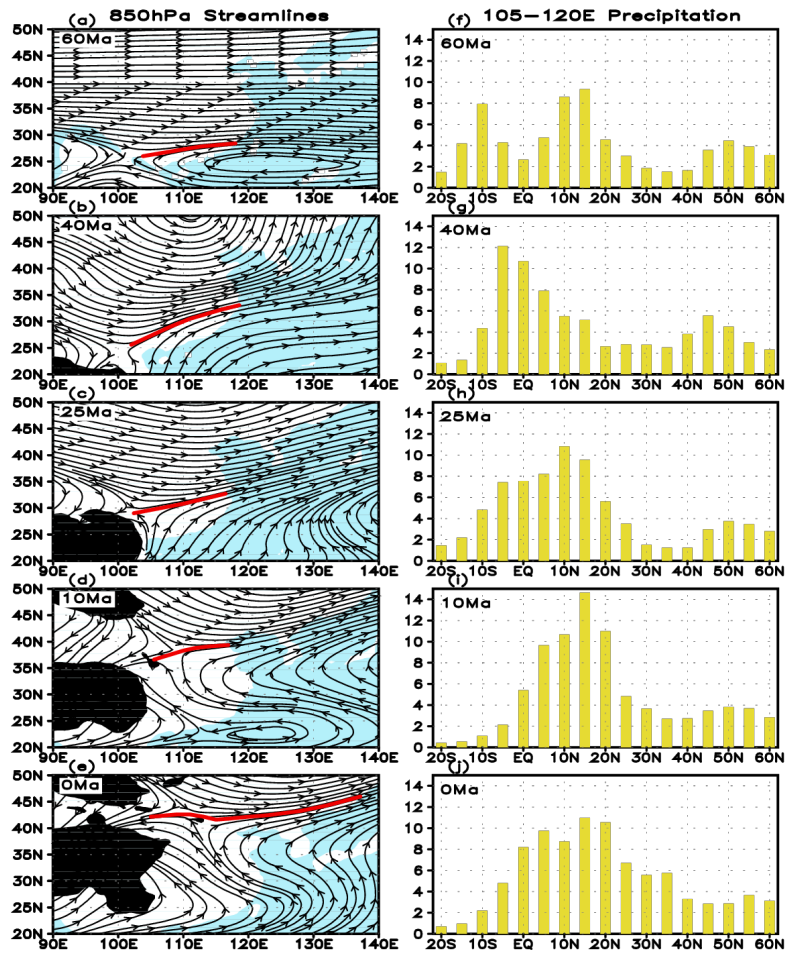 850hPa Streamlines
105-120E Precipitation
(a)
60Ma
50N
45N
40N
35N
30N
25N
20N
90E 100E 110E 120E 130E 140E
(f)
60Ma
14
12
10
8
6
4
2
0
20S 10S EQ 10N 20N 30N 40N 50N 60N
(b)
40Ma
50N
45N
40N
35N
30N
25N
20N
90E 100E 110E 120E 130E 140E
(g)
40Ma
14
12
10
8
6
4
2
0
20S 10S EQ 10N 20N 30N 40N 50N 60N
(c)
25Ma
50N
45N
40N
35N
30N
25N
20N
90E 100E 110E 120E 130E 140E
(h)
25Ma
14
12
10
8
6
4
2
0
20S 10S EQ 10N 20N 30N 40N 50N 60N
(d)
10Ma
50N
45N
40N
35N
30N
25N
20N
90E 100E 110E 120E 130E 140E
(i)
10Ma
14
12
10
8
6
4
2
0
20S 10S EQ 10N 20N 30N 40N 50N 60N
(e)
0Ma
50N
45N
40N
35N
30N
25N
20N
90E 100E 110E 120E 130E 140E
(j)
0Ma
14
12
10
8
6
4
2
0
20S 10S EQ 10N 20N 30N 40N 50N 60N